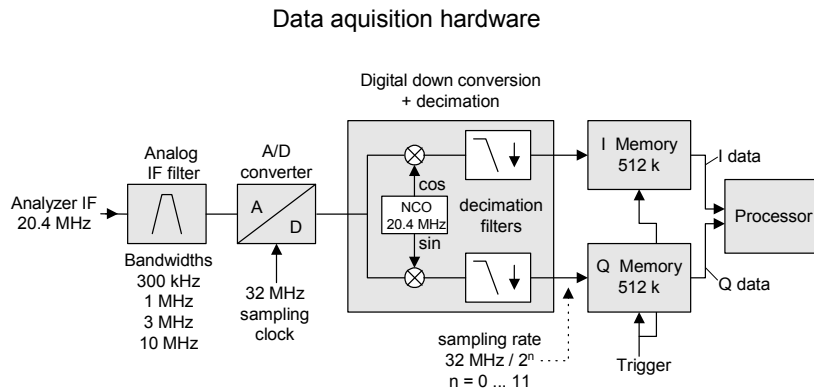 Data aquisition hardware
Digital down conversion
+ decimation
Analog
IF filter
A/D
converter
I Memory
512 k
I data
Analyzer IF
20.4 MHz
A
D
cos
NCO
20.4 MHz
sin
decimation
filters
Processor
Bandwidths
300 kHz
1 MHz
3 MHz
10 MHz
32 MHz
sampling
clock
Q Memory
512 k
Q data
sampling rate
32 MHz / 2ⁿ
n = 0 ... 11
Trigger